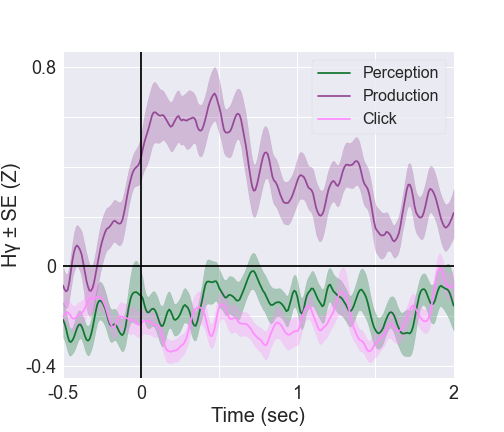 Perception
Production
Click
Hγ ± SE (Z)
0.8
0
-0.4
-0.5
0
1
2
Time (sec)